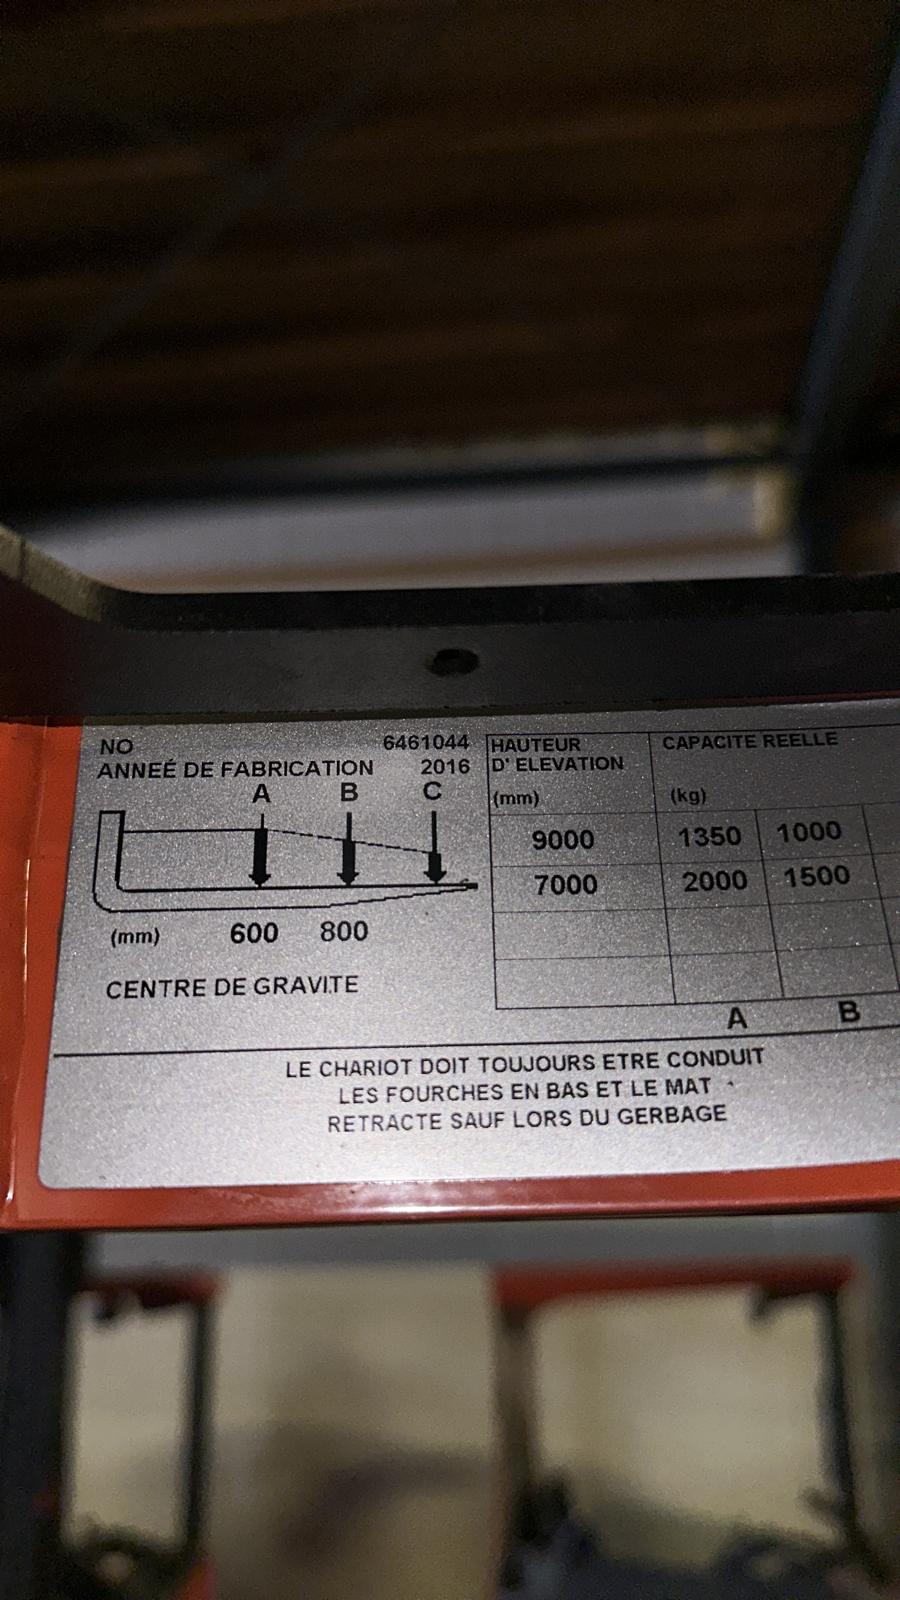 NO 6461044
ANNEÉ DE FABRICATION 2016
A B C
(mm) 600 800
CENTRE DE GRAVITE
HAUTEUR CAPACITE REELLE
D' ELEVATION
(mm) (kg)
9000 1350 1000
7000 2000 1500
A B
LE CHARIOT DOIT TOUJOURS ETRE CONDUIT
LES FOURCHES EN BAS ET LE MAT
RETRACTE SAUF LORS DU GERBAGE